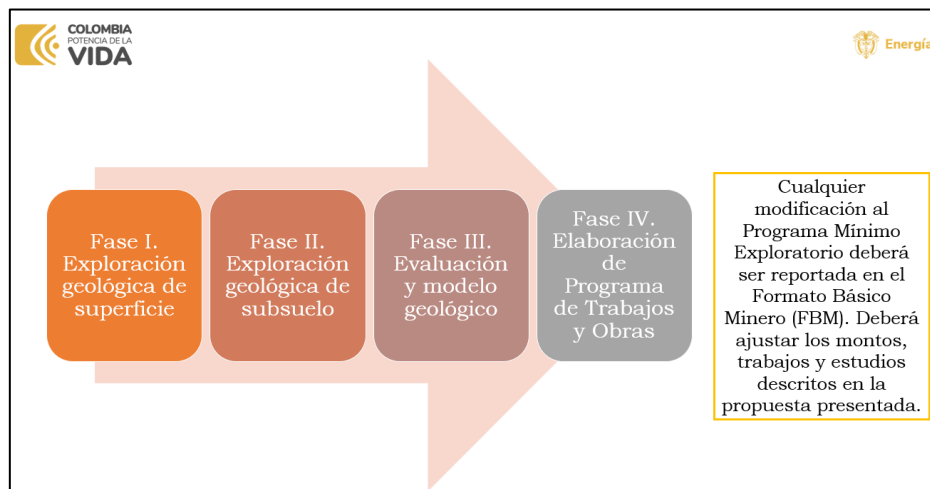 COLOMBIA
POTENCIA DE LA
VIDA
Energía
Fase I.
Exploración
geológica de
superficie
Fase II.
Exploración
geológica de
subsuelo
Fase III.
Evaluación
y modelo
geológico
Fase IV.
Elaboración
de
Programa
de Trabajos
y Obras
Cualquier
modificación al
Programa Mínimo
Exploratorio deberá
ser reportada en el
Formato Básico
Minero (FBM). Deberá
ajustar los montos,
trabajos y estudios
descritos en la
propuesta presentada.